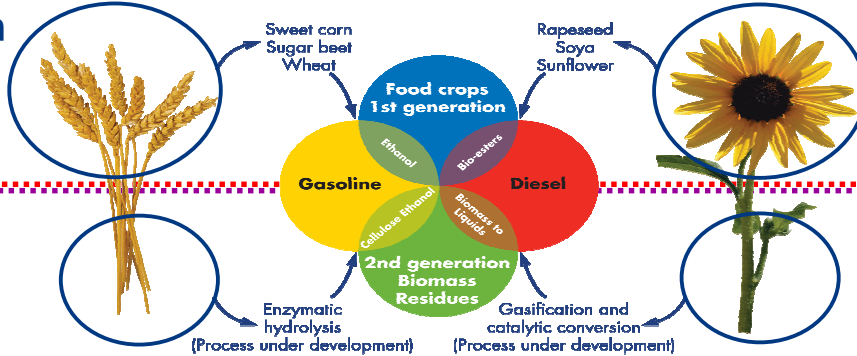 Sweet corn
Sugar beet
Wheat
Rapeseed
Soya
Sunflower
Food crops
1st generation
Ethanol
Bio-esters
Gasoline
Diesel
Cellulose Ethanol
Biomass to
Liquids
2nd generation
Biomass
Residues
Enzymatic
hydrolysis
(Process under development)
Gasification and
catalytic conversion
(Process under development)